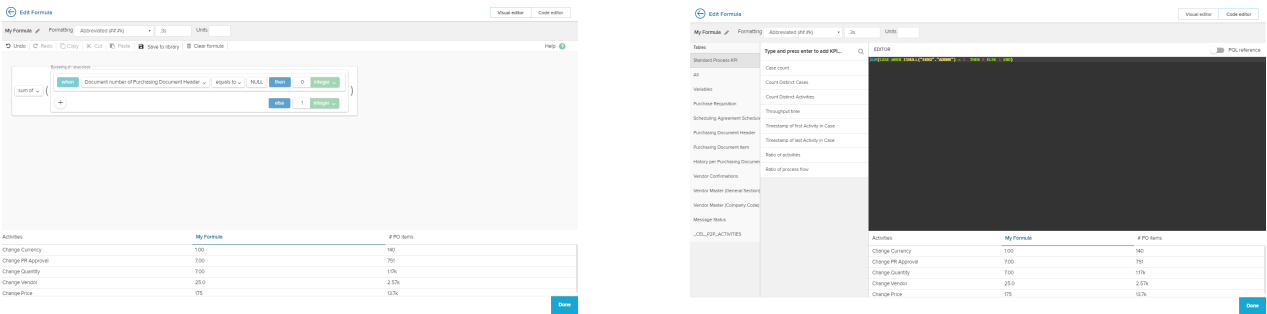 Edit Formula
Visual editor Code editor
My Formula Formatting Abbreviated (##.##) .3s Units
Undo Redo Copy Cut Paste Save to library Clear formula Help
sum of ( when Document number of Purchasing Document Header equals to NULL then 0 Integer )
+ else 1 Integer
Activities My Formula # PO Items
Change Currency 1.00 140
Change PR Approval 7.00 751
Change Quantity 7.00 1.17k
Change Vendor 25.0 2.57k
Change Price 175 13.7k
Done
Edit Formula
Visual editor Code editor
My Formula Formatting Abbreviated (##.##) .3s Units
Tables
Standard Process KPI
All
Variables
Purchase Requisition
Scheduling Agreement Schedule
Purchasing Document Header
Purchasing Document Item
History per Purchasing Documen
Vendor Confirmations
Vendor Master (General Section)
Vendor Master (Company Code)
Message Status
_CEL_P2P_ACTIVITIES
Type and press enter to add KPI...
Case count
Count Distinct Cases
Count Distinct Activities
Throughput time
Timestamp of first Activity in Case
Timestamp of last Activity in Case
Ratio of activities
Ratio of process flow
EDITOR PQL reference
Activities My Formula # PO Items
Change Currency 1.00 140
Change PR Approval 7.00 751
Change Quantity 7.00 1.17k
Change Vendor 25.0 2.57k
Change Price 175 13.7k
Done